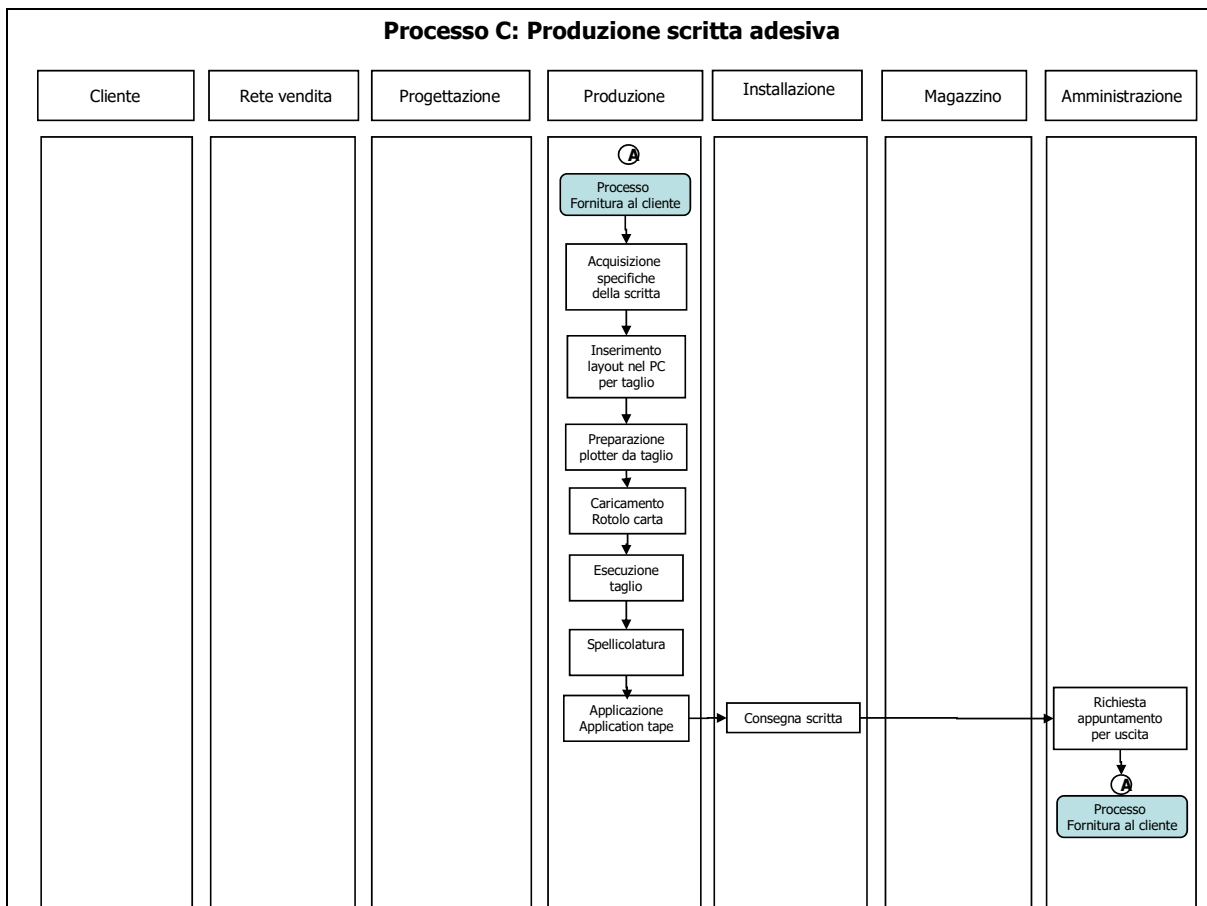 Processo C: Produzione scritta adesiva
Cliente
Rete vendita
Progettazione
Produzione
Installazione
Magazzino
Amministrazione
A
Processo
Fornitura al cliente
Acquisizione
specifiche
della scritta
Inserimento
layout nel PC
per taglio
Preparazione
plotter da taglio
Caricamento
Rotolo carta
Esecuzione
taglio
Spellicolatura
Applicazione
Application tape
Consegna scritta
Richiesta
appuntamento
per uscita
A
Processo
Fornitura al cliente